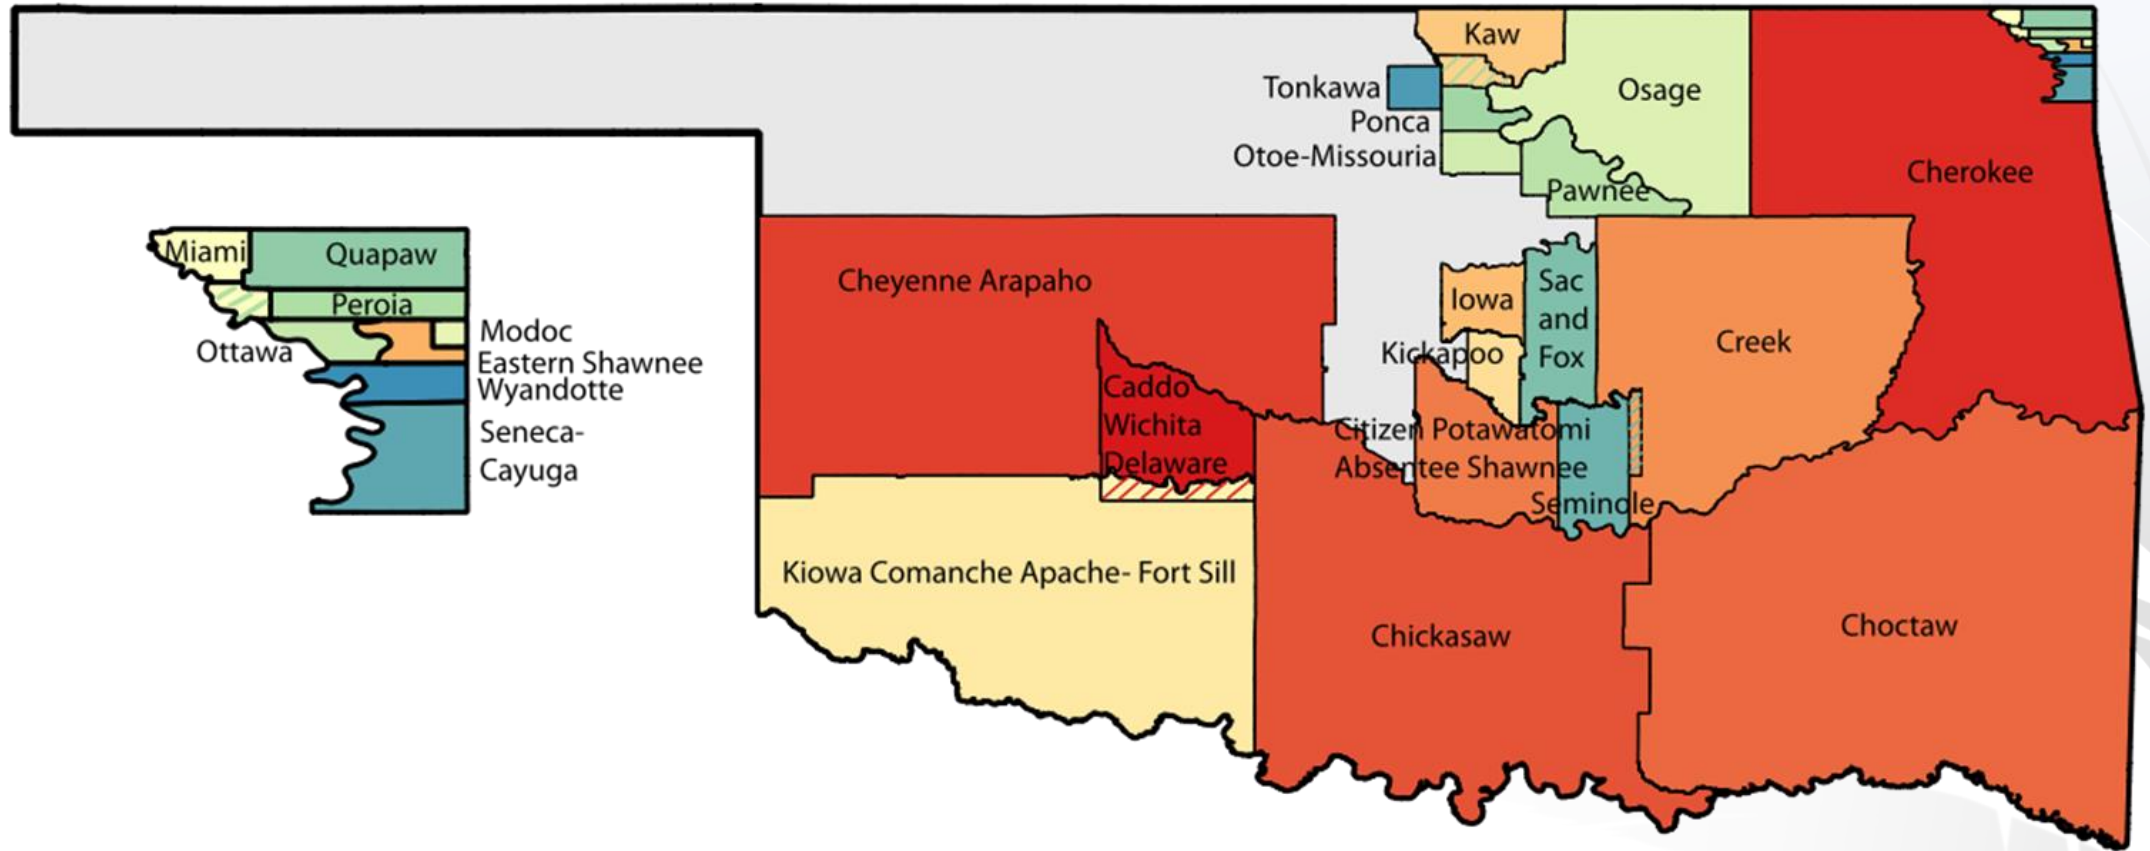 Kaw
Tonkawa
Osage
Ponca
Otoe-Missouria
Cherokee
Pawnee
Miami
Quapaw
Peroia
Modoc
Ottawa
Eastern Shawnee
Wyandotte
Seneca-
Cayuga
Cheyenne Arapaho
Sac
and
Fox
Iowa
Creek
Kickapoo
Caddo
Wichita
Delaware
Citizen Potawatomi
Absentee Shawnee
Seminole
Kiowa Comanche Apache- Fort Sill
Chickasaw
Choctaw